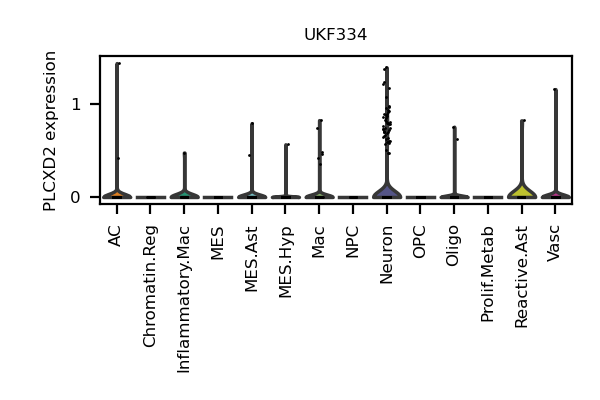 UKF334
PLCXD2 expression
1
0
AC
Chromatin.Reg
Inflammatory.Mac
MES
MES.Ast
MES.Hyp
Mac
NPC
Neuron
OPC
Oligo
Prolif.Metab
Reactive.Ast
Vasc